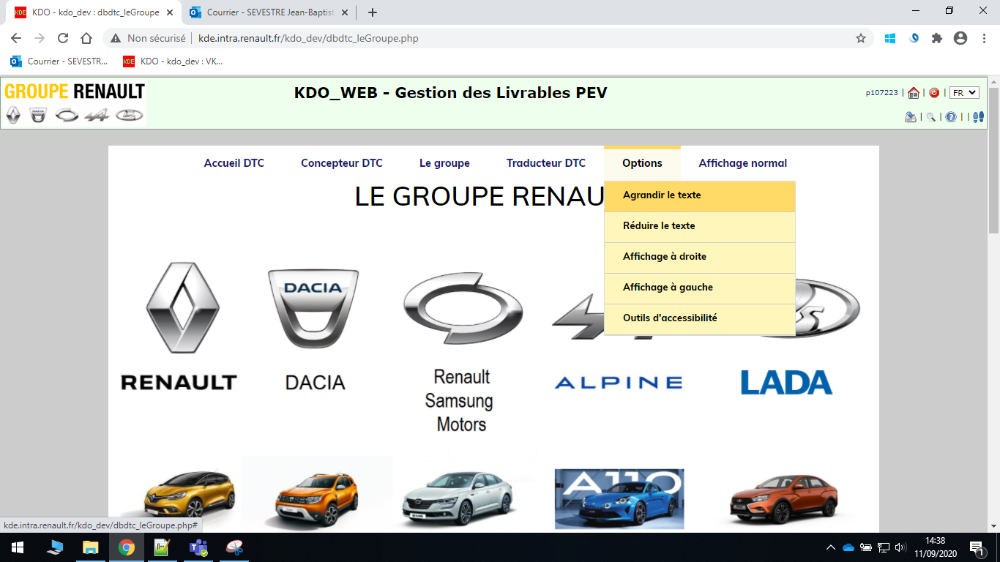 KDO - kdo_dev : dbdtc_leGroupe
Courrier - SEVESTRE Jean-Baptist
Non sécurisé
kde.intra.renault.fr/kdo_dev/dbdtc_leGroupe.php
Courrier - SEVESTR...
KDE
KDO - kdo_dev : VK...
GROUPE RENAULT
KDO_WEB - Gestion des Livrables PEV
p107223
FR
Accueil DTC
Concepteur DTC
Le groupe
Traducteur DTC
Options
Affichage normal
LE GROUPE RENAU
Agrandir le texte
Réduire le texte
Affichage à droite
Affichage à gauche
Outils d'accessibilité
DACIA
RENAULT
DACIA
Renault
Samsung
Motors
ALPINE
LADA
A110
kde.intra.renault.fr/kdo_dev/dbdtc_leGroupe.php#
14:38
11/09/2020
1